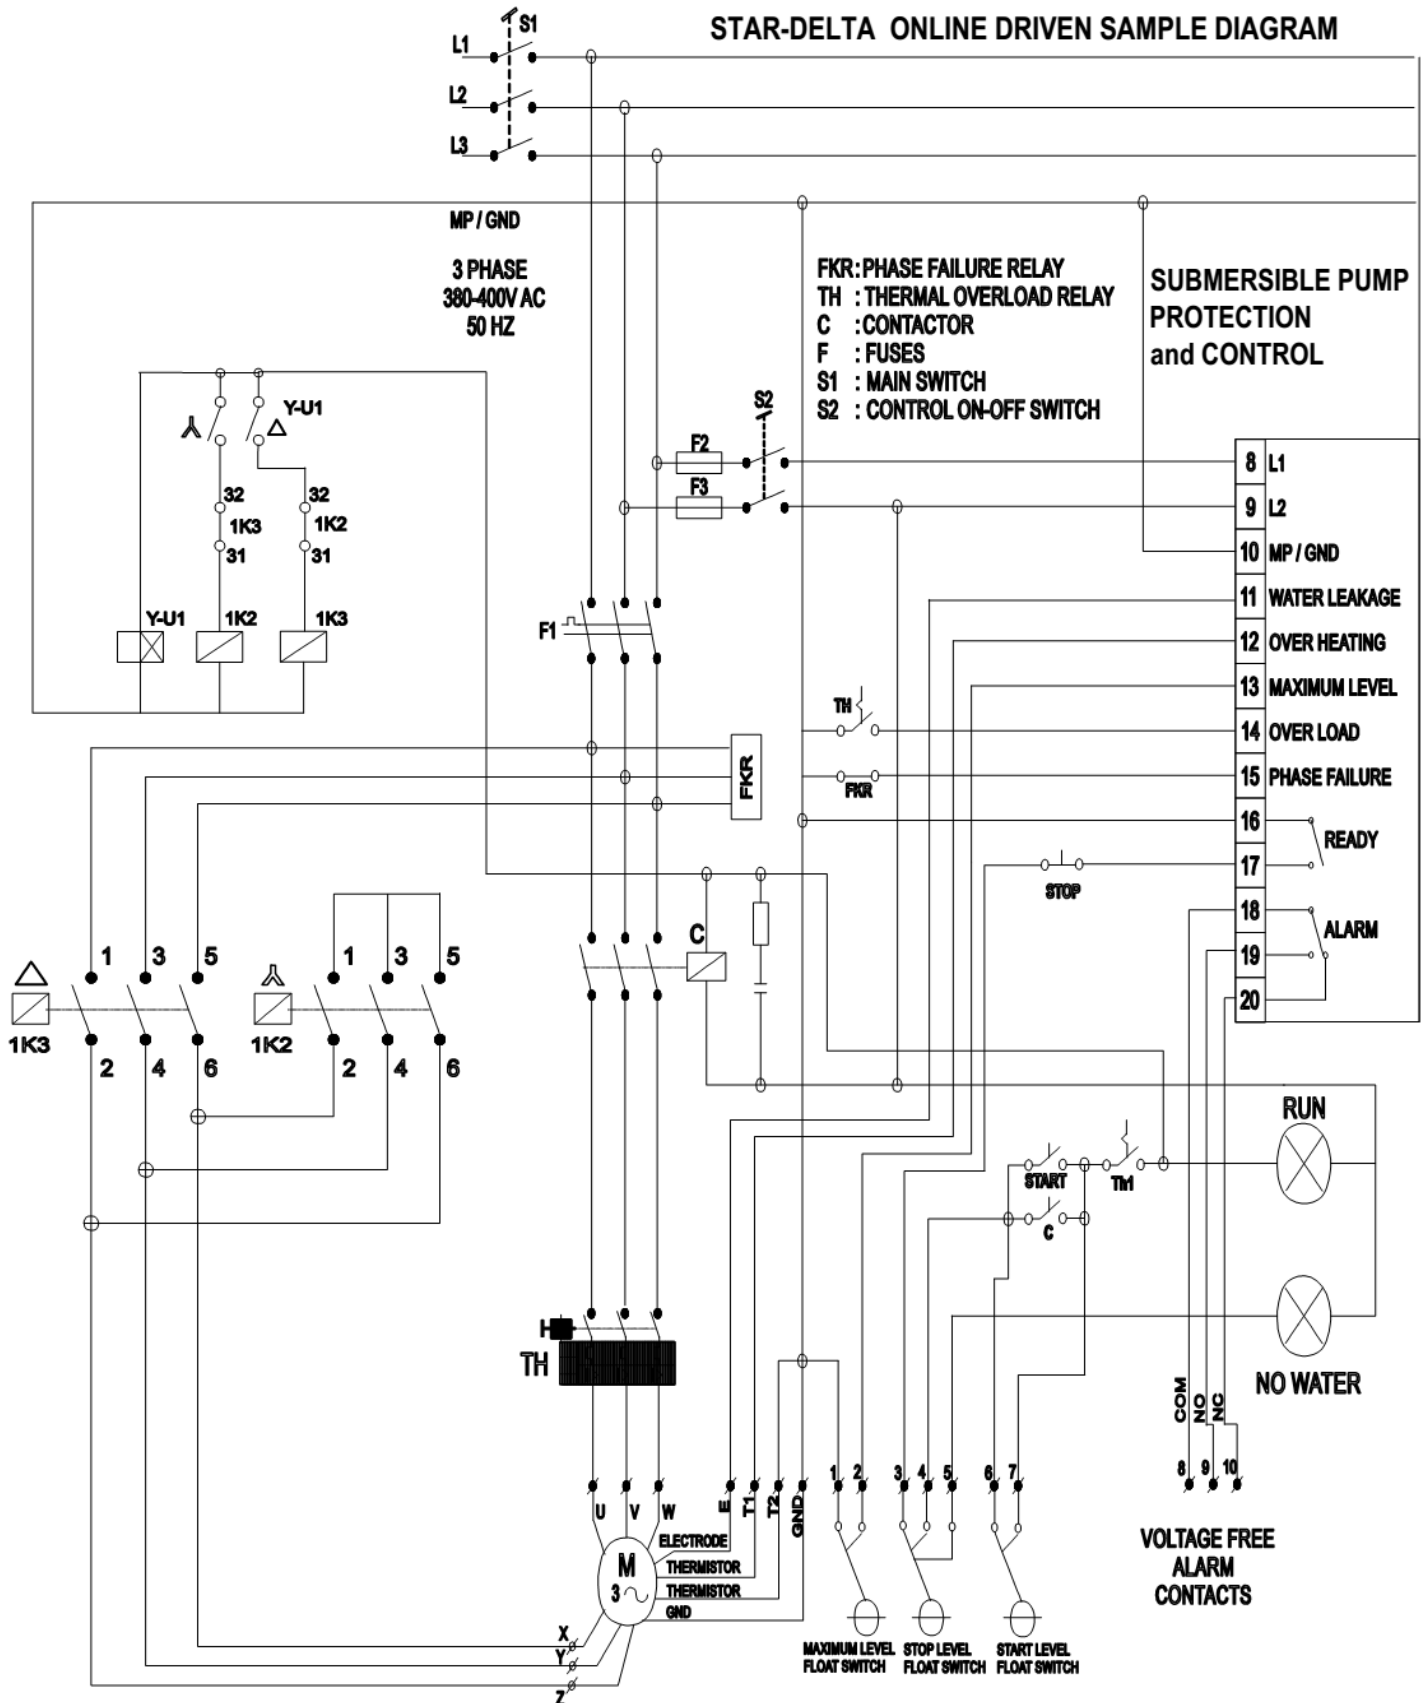 STAR-DELTA ONLINE DRIVEN SAMPLE DIAGRAM
S1
L1
L2
L3
MP / GND
3 PHASE
380-400V AC
50 HZ
FKR : PHASE FAILURE RELAY
TH : THERMAL OVERLOAD RELAY
C : CONTACTOR
F : FUSES
S1 : MAIN SWITCH
S2 : CONTROL ON-OFF SWITCH
SUBMERSIBLE PUMP
PROTECTION
and CONTROL
Y-U1
32
1K3
31
32
1K2
31
Y-U1
1K2
1K3
S2
F2
F3
F1
8 L1
9 L2
10 MP / GND
11 WATER LEAKAGE
12 OVER HEATING
13 MAXIMUM LEVEL
14 OVER LOAD
15 PHASE FAILURE
16
READY
17
18
ALARM
19
20
TH
FKR
FKR
STOP
C
1 3 5
1K3
2 4 6
1 3 5
1K2
2 4 6
RUN
START
Th1
C
NO WATER
TH
COM
NO
NC
8 9 10
VOLTAGE FREE
ALARM
CONTACTS
U V W
E
T1
T2
GND
1 2 3 4 5 6 7
M
3
ELECTRODE
THERMISTOR
THERMISTOR
GND
X
Y
Z
MAXIMUM LEVEL
FLOAT SWITCH
STOP LEVEL
FLOAT SWITCH
START LEVEL
FLOAT SWITCH